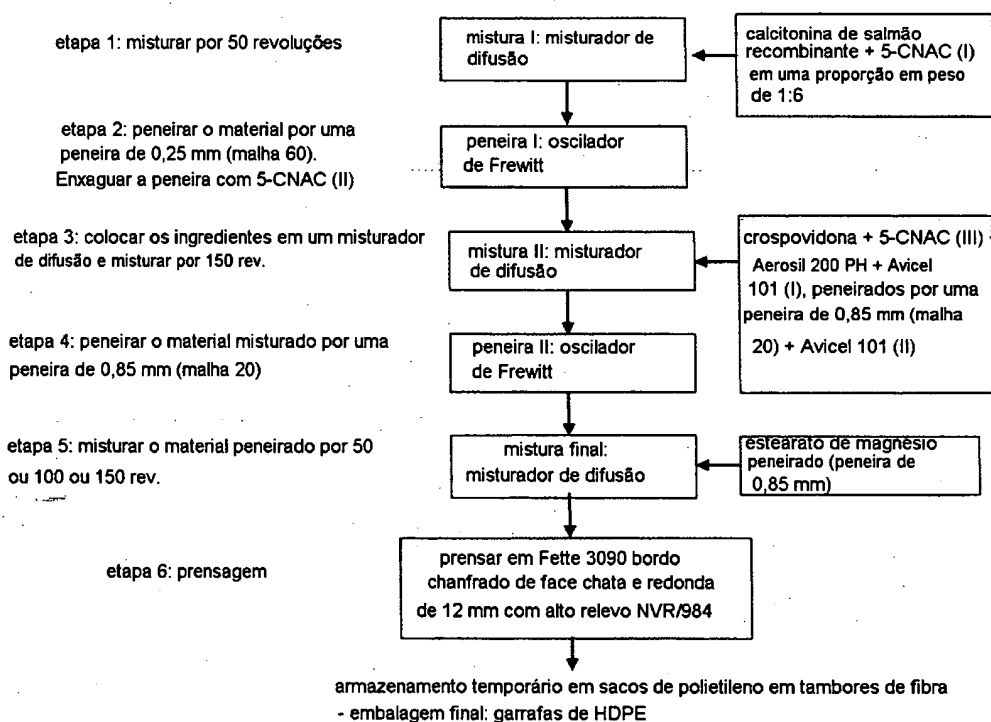 etapa 1: misturar por 50 revoluções
mistura I: misturador de
difusão
calcitonina de salmão
recombinante + 5-CNAC (I)
em uma proporção em peso
de 1:6
etapa 2: peneirar o material por uma
peneira de 0,25 mm (malha 60).
Enxaguar a peneira com 5-CNAC (II)
peneira I: oscilador
de Frewitt
etapa 3: colocar os ingredientes em um misturador
de difusão e misturar por 150 rev.
mistura II: misturador
de difusão
crospovidona + 5-CNAC (III) -
Aerosil 200 PH + Avicel
101 (I), peneirados por uma
peneira de 0,85 mm (malha
20) + Avicel 101 (II)
etapa 4: peneirar o material misturado por uma
peneira de 0,85 mm (malha 20)
peneira II: oscilador
de Frewitt
etapa 5: misturar o material peneirado por 50
ou 100 ou 150 rev.
mistura final:
misturador de difusão
estearato de magnésio
peneirado (peneira de
0,85 mm)
etapa 6: prensagem
prensar em Fette 3090 bordo
chanfrado de face chata e redonda
de 12 mm com alto relevo NVR/984
armazenamento temporário em sacos de polietileno em tambores de fibra
- embalagem final: garrafas de HDPE